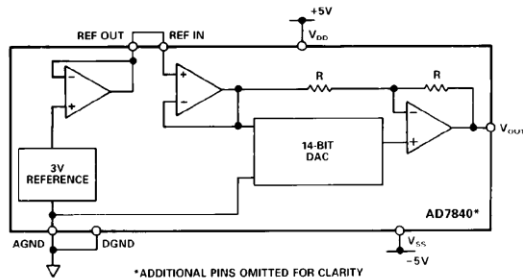 +5V
REF OUT REF IN
VDD
R R
+
−
−
+
−
+
VOUT
14-BIT
DAC
3V
REFERENCE
AD7840*
AGND DGND
VSS
−5V
*ADDITIONAL PINS OMITTED FOR CLARITY